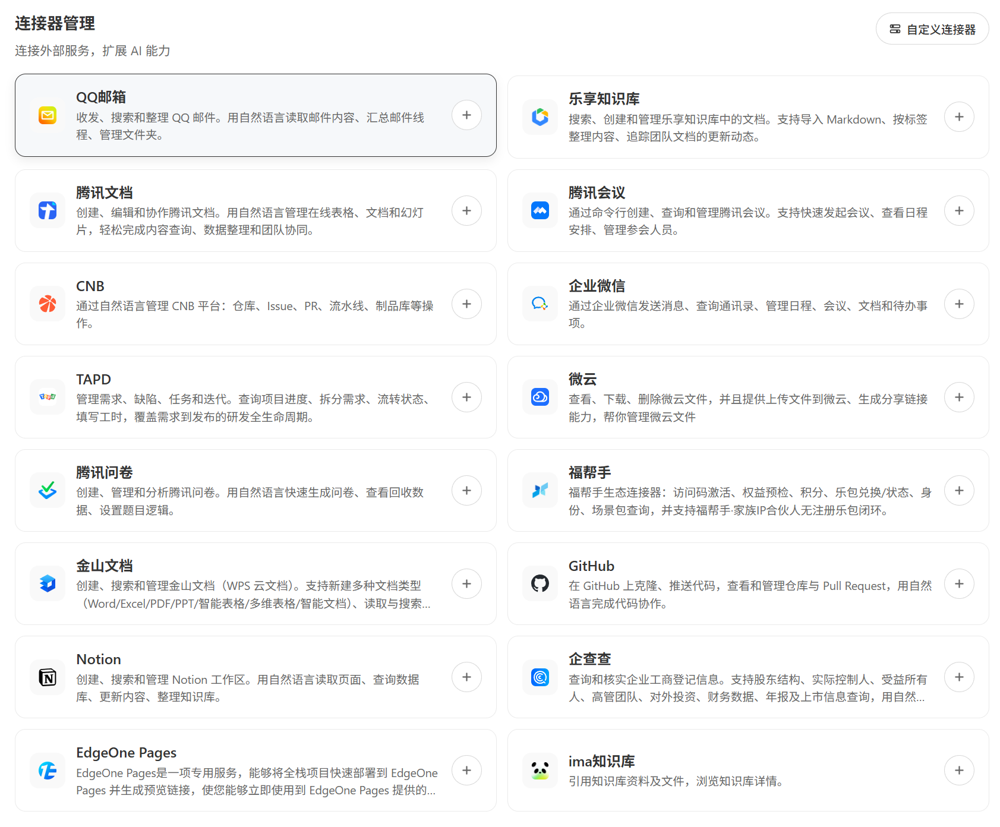 连接器管理
自定义连接器
连接外部服务，扩展 AI 能力
QQ邮箱
收发、搜索和整理 QQ 邮件。用自然语言读取邮件内容、汇总邮件线
程、管理文件夹。
乐享知识库
搜索、创建和管理乐享知识库中的文档。支持导入 Markdown、按标签
整理内容、追踪团队文档的更新动态。
腾讯文档
创建、编辑和协作腾讯文档。用自然语言管理在线表格、文档和幻灯
片，轻松完成内容查询、数据整理和团队协同。
腾讯会议
通过命令行创建、查询和管理腾讯会议。支持快速发起会议、查看日程
安排、管理参会人员。
CNB
通过自然语言管理 CNB 平台：仓库、Issue、PR、流水线、制品库等操
作。
企业微信
通过企业微信发送消息、查询通讯录、管理日程、会议、文档和待办事
项。
Tapd
TAPD
管理需求、缺陷、任务和迭代。查询项目进度、拆分需求、流转状态、
填写工时，覆盖需求到发布的研发全生命周期。
微云
查看、下载、删除微云文件，并且提供上传文件到微云、生成分享链接
能力，帮你管理微云文件
腾讯问卷
创建、管理和分析腾讯问卷。用自然语言快速生成问卷、查看回收数
据、设置题目逻辑。
福帮手
福帮手生态连接器：访问码激活、权益预检、积分、乐包兑换/状态、身
份、场景包查询，并支持福帮手·家族IP合伙人无注册乐包闭环。
金山文档
创建、搜索和管理金山文档（WPS 云文档）。支持新建多种文档类型
（Word/Excel/PDF/PPT/智能表格/多维表格/智能文档）、读取与搜索...
GitHub
在 GitHub 上克隆、推送代码，查看和管理仓库与 Pull Request，用自然
语言完成代码协作。
Notion
创建、搜索和管理 Notion 工作区。用自然语言读取页面、查询数据
库、更新内容、整理知识库。
企查查
查询和核实企业工商登记信息。支持股东结构、实际控制人、受益所有
人、高管团队、对外投资、财务数据、年报及上市信息查询，用自然...
EdgeOne Pages
EdgeOne Pages是一项专用服务，能够将全栈项目快速部署到 EdgeOne
Pages 并生成预览链接，使您能够立即使用到 EdgeOne Pages 提供的...
ima知识库
引用知识库资料及文件，浏览知识库详情。